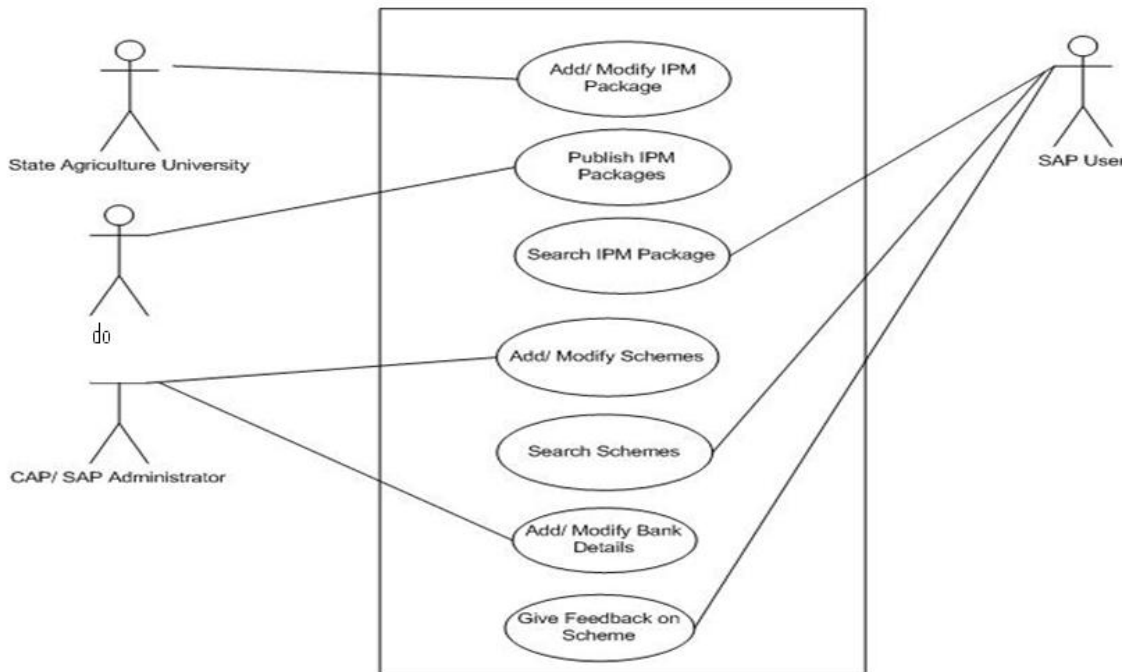 Add/ Modify IPM
Package
State Agriculture University
Publish IPM
Packages
SAP User
Search IPM Package
do
Add/ Modify Schemes
Search Schemes
CAP/ SAP Administrator
Add/ Modify Bank
Details
Give Feedback on
Scheme